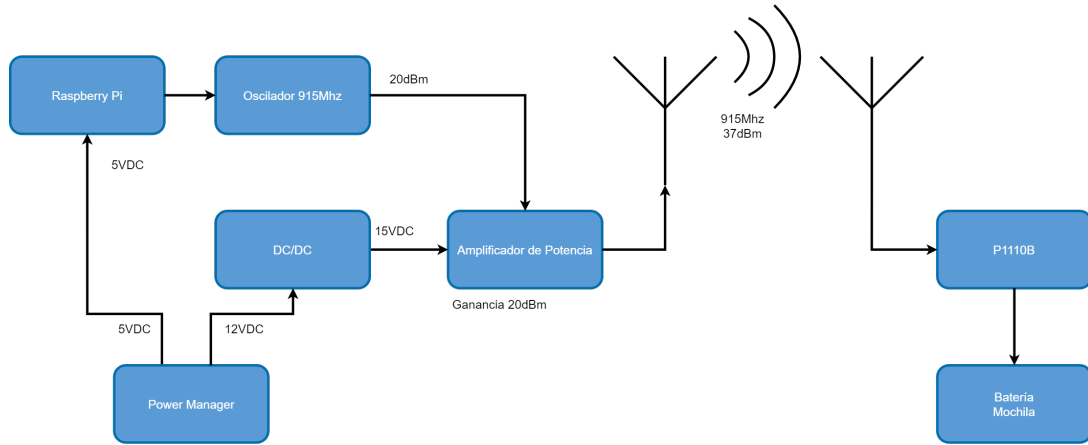 20dBm
Raspberry Pi
Oscilador 915Mhz
915Mhz
37dBm
5VDC
15VDC
DC/DC
Amplificador de Potencia
P1110B
Ganancia 20dBm
5VDC
12VDC
Power Manager
Batería
Mochila